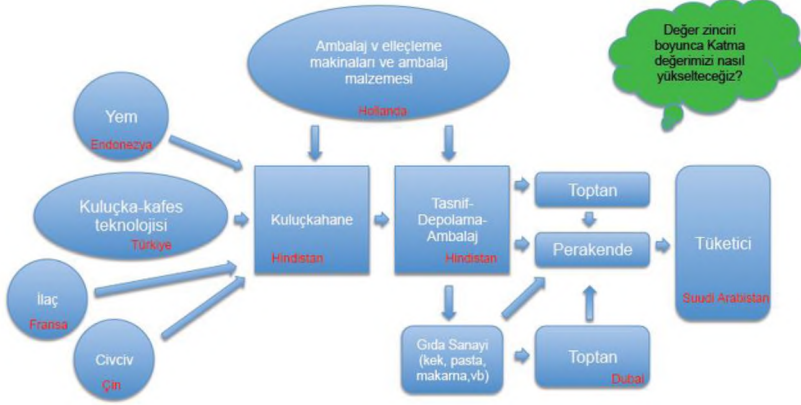 Ambalaj v elleçleme
makinaları ve ambalaj
malzemesi
Hollanda
Değer zinciri
boyunca Katma
değerimizi nasıl
yükselteceğiz?
Yem
Endonezya
Kuluçka-kafes
teknolojisi
Türkiye
İlaç
Fransa
Civciv
Çin
Kuluçkahane
Hindistan
Tasnif-
Depolama-
Ambalaj
Hindistan
Toptan
Perakende
Tüketici
Suudi Arabistan
Gıda Sanayi
(kek, pasta,
makarna,vb)
Toptan
Dubai